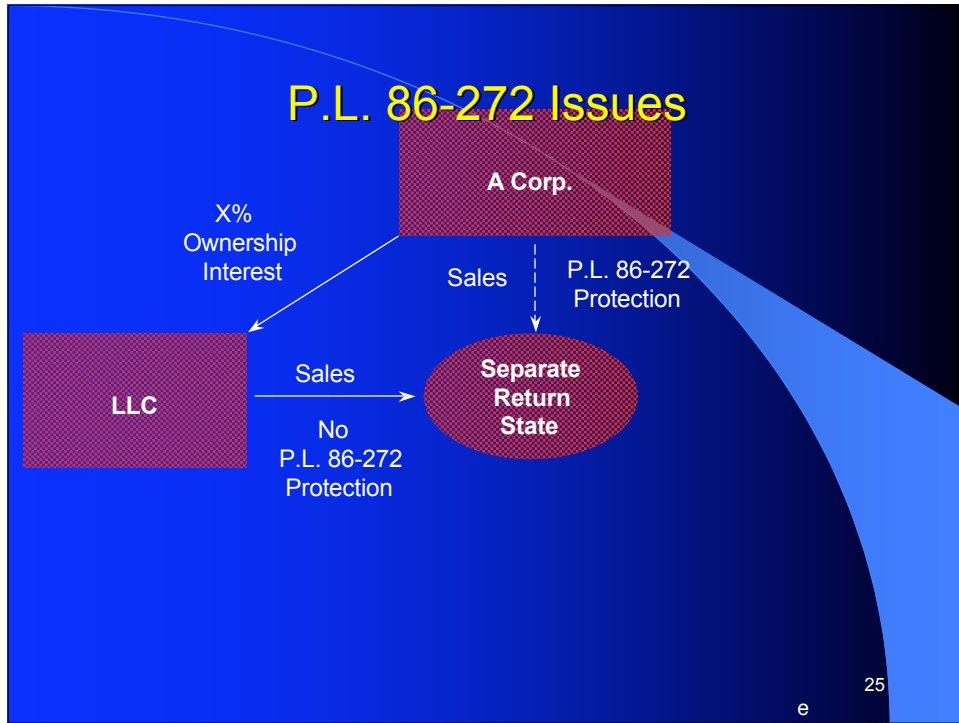 P.L. 86-272 Issues
A Corp.
X%
Ownership
Interest
Sales
P.L. 86-272
Protection
LLC
Sales
No
P.L. 86-272
Protection
Separate
Return
State
25
e